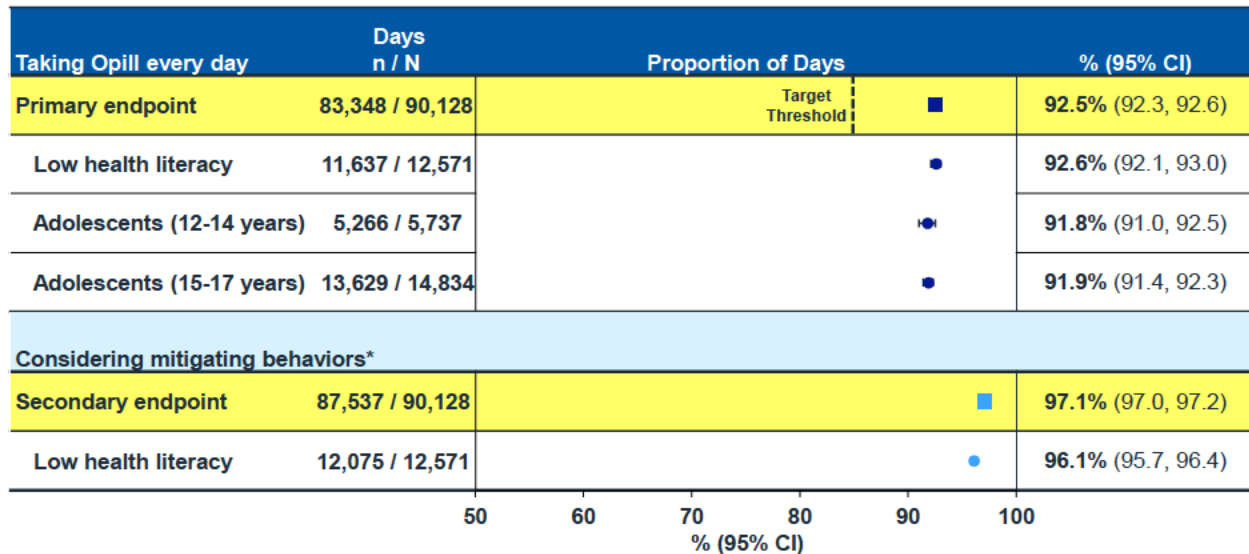 Taking Opill every day Days n / N Proportion of Days % (95% CI)
Primary endpoint 83,348 / 90,128 Target Threshold 92.5% (92.3, 92.6)
Low health literacy 11,637 / 12,571 92.6% (92.1, 93.0)
Adolescents (12-14 years) 5,266 / 5,737 91.8% (91.0, 92.5)
Adolescents (15-17 years) 13,629 / 14,834 91.9% (91.4, 92.3)
Considering mitigating behaviors*
Secondary endpoint 87,537 / 90,128 97.1% (97.0, 97.2)
Low health literacy 12,075 / 12,571 96.1% (95.7, 96.4)
50 60 70 80 90 100
% (95% CI)